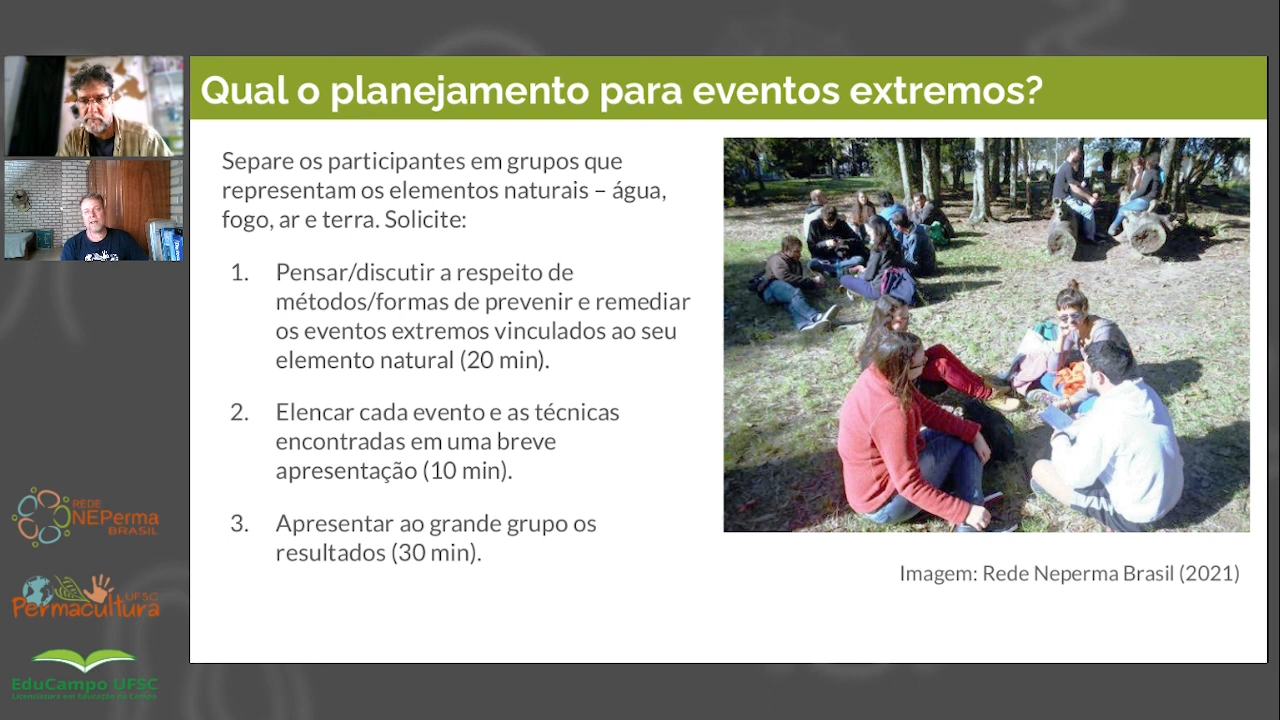 Qual o planejamento para eventos extremos?
Separe os participantes em grupos que
representam os elementos naturais – água,
fogo, ar e terra. Solicite:
1. Pensar/discutir a respeito de
métodos/formas de prevenir e remediar
os eventos extremos vinculados ao seu
elemento natural (20 min).
2. Elencar cada evento e as técnicas
encontradas em uma breve
apresentação (10 min).
3. Apresentar ao grande grupo os
resultados (30 min).
Imagem: Rede Neperma Brasil (2021)
REDE
NEPerma
BRASIL
UFSC
Permacultura
EduCampo UFSC
Licenciatura em Educação do Campo